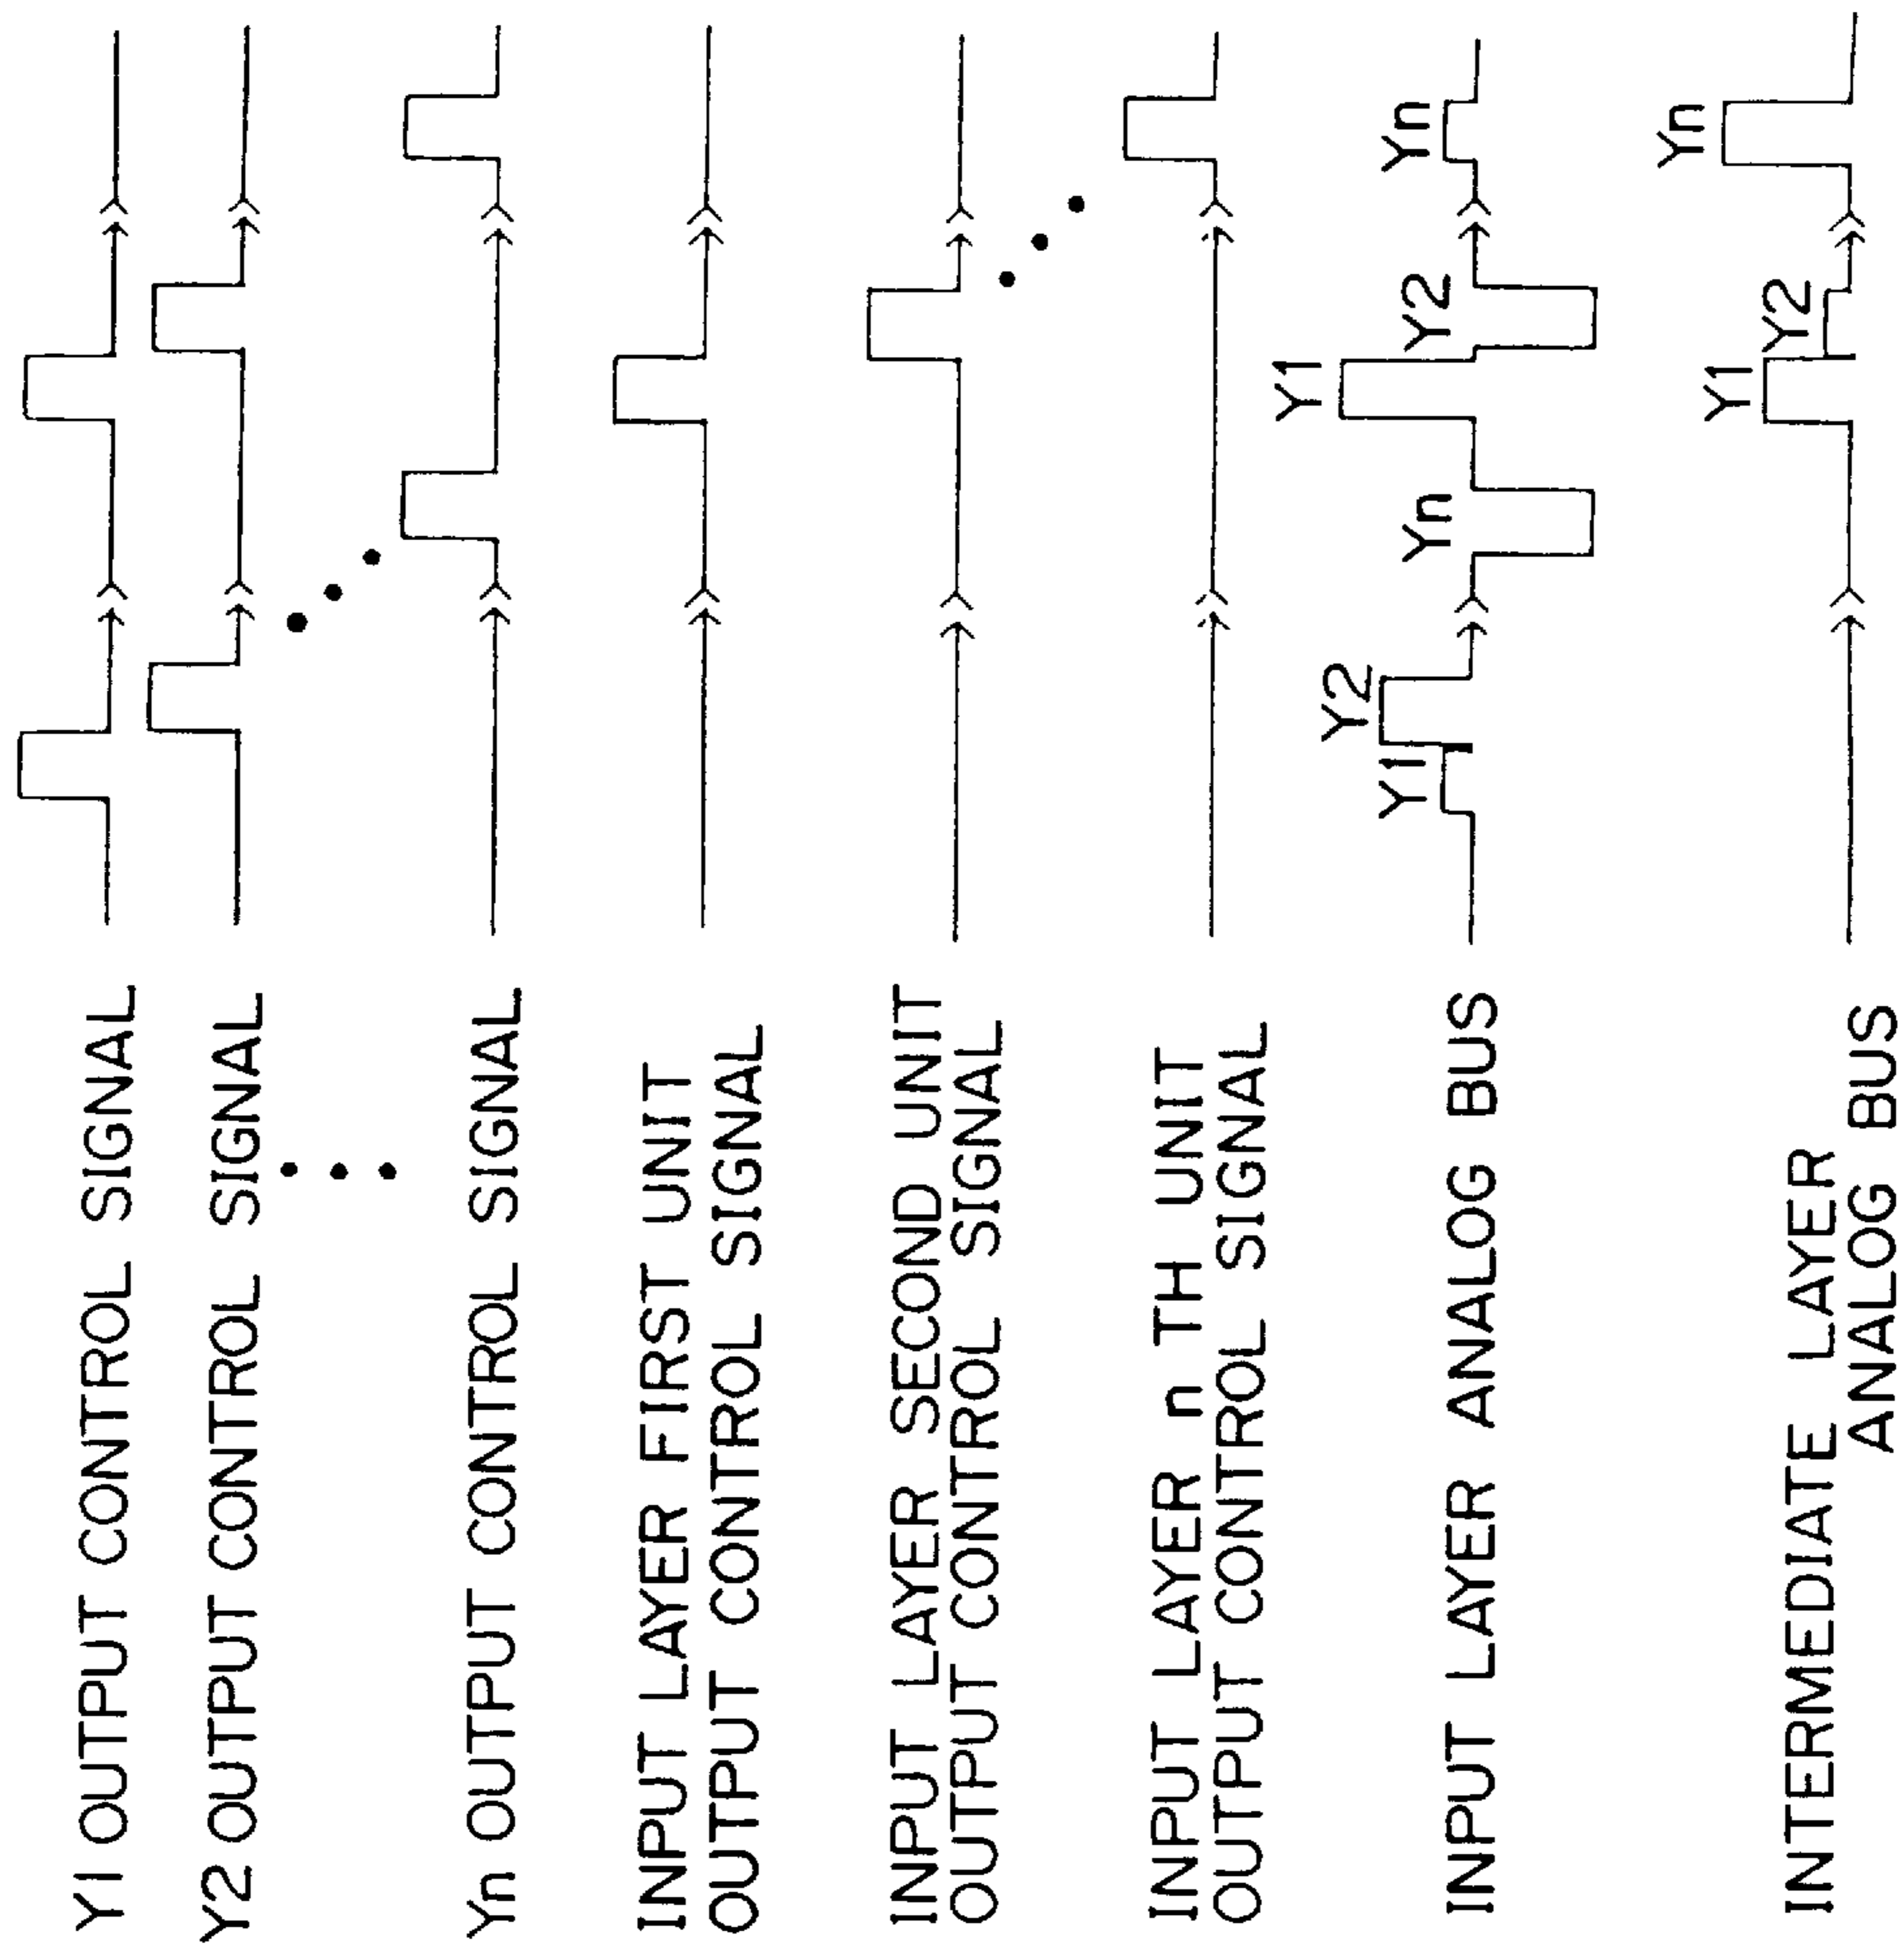 Y1 OUTPUT CONTROL SIGNAL
Y2 OUTPUT CONTROL SIGNAL
Yn OUTPUT CONTROL SIGNAL
INPUT LAYER FIRST UNIT
OUTPUT CONTROL SIGNAL
INPUT LAYER SECOND UNIT
OUTPUT CONTROL SIGNAL
INPUT LAYER n TH UNIT
OUTPUT CONTROL SIGNAL
INPUT LAYER ANALOG BUS
Y1 Y2 Yn Y1 Y2 Yn
INTERMEDIATE LAYER
ANALOG BUS
Y1 Y2 Yn